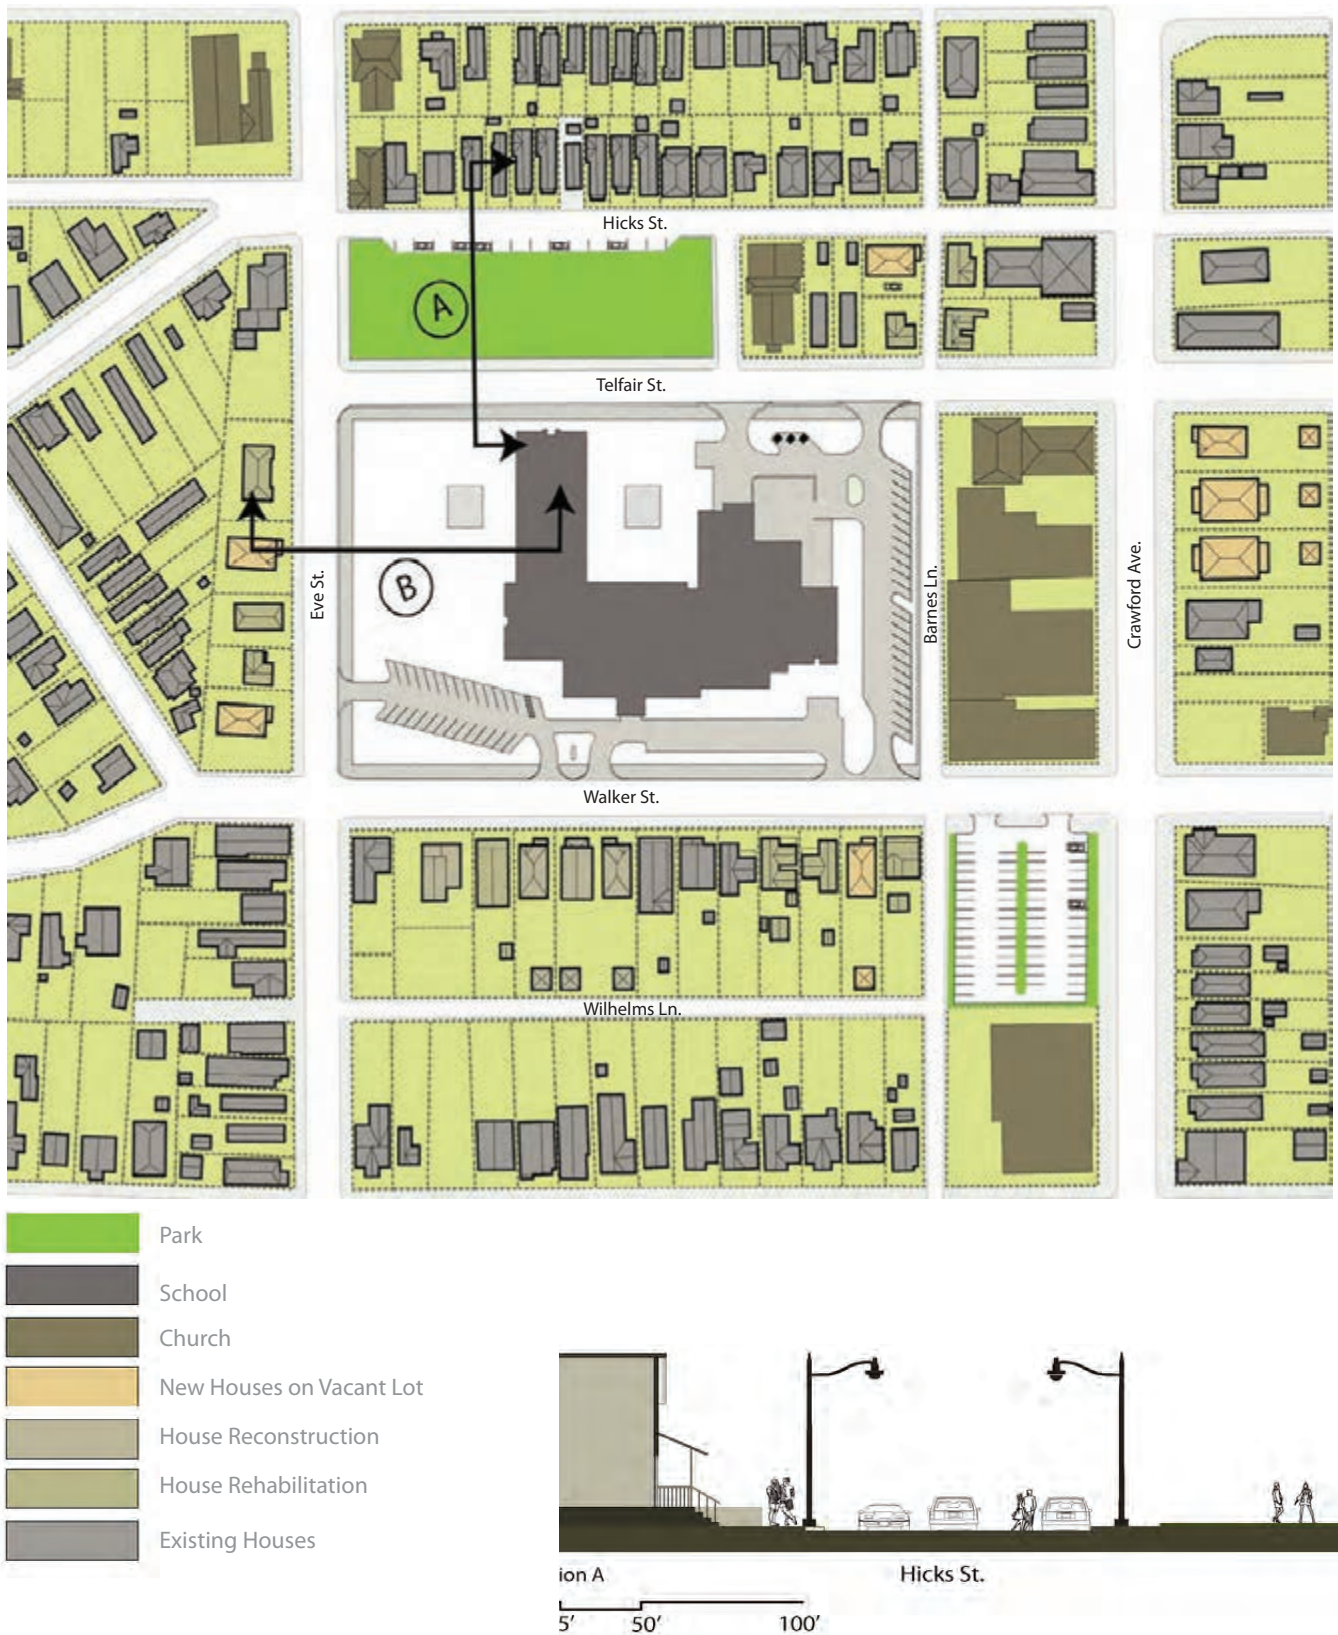 Hicks St.
A
Telfair St.
Eve St.
B
Barnes Ln.
Crawford Ave.
Walker St.
Wilhelms Ln.
Park
School
Church
New Houses on Vacant Lot
House Reconstruction
House Rehabilitation
Existing Houses
ion A
Hicks St.
5' 50' 100'